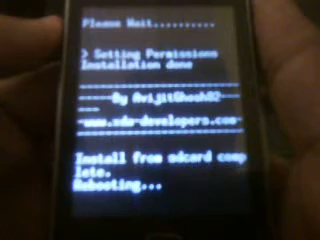 Please Wait..........
> Setting Permissions
Installation done
--------------------
-----By AvijitGhosh82-
----
-www.xda-developers.com-
--------------------
Install from sdcard comp
lete.
Rebooting...